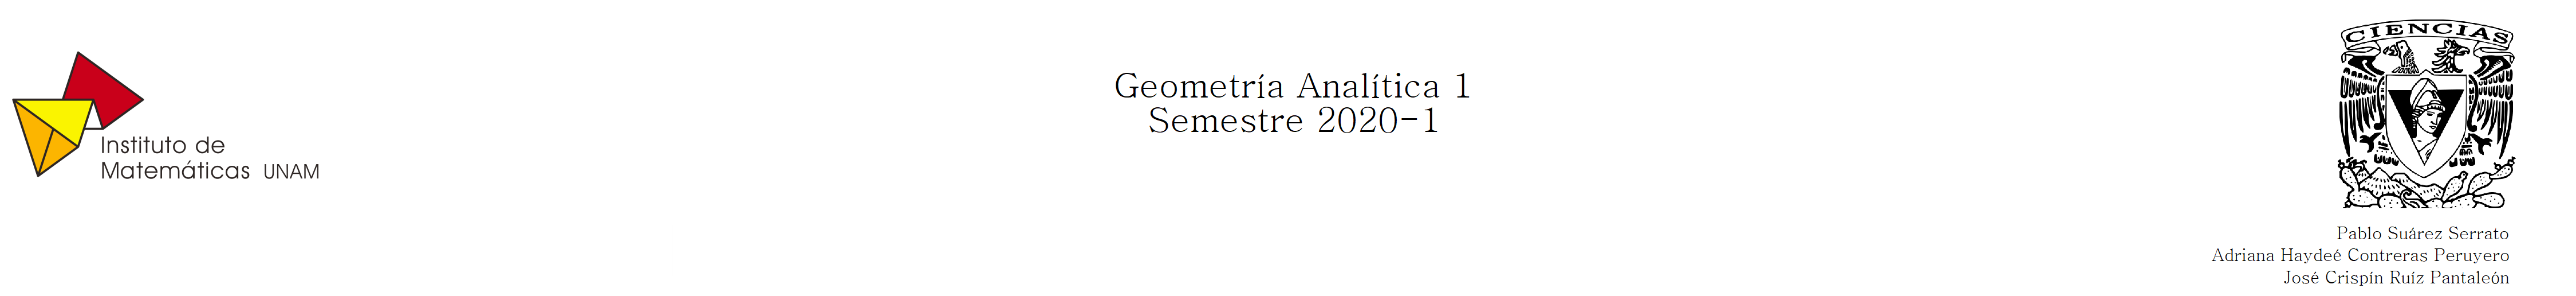 CIENCIAS
Geometría Analítica 1
Semestre 2020-1
Instituto de
Matemáticas UNAM
Pablo Suárez Serrato
Adriana Haydeé Contreras Peruyero
José Crispín Ruíz Pantaleón